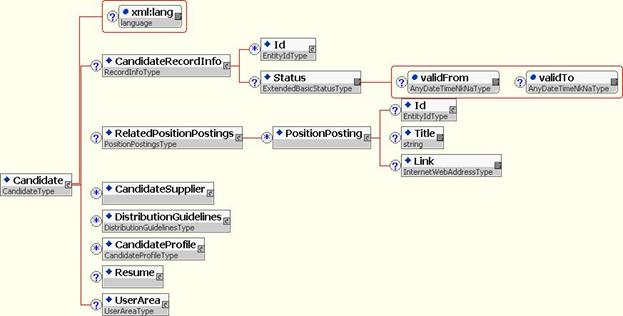 xml:lang
language
CandidateRecordInfo
RecordInfoType
Id
EntityIdType
Status
ExtendedBasicStatusType
validFrom
AnyDateTimeNkNaType
validTo
AnyDateTimeNkNaType
RelatedPositionPostings
PositionPostingsType
PositionPosting
Id
EntityIdType
Title
string
Link
InternetWebAddressType
Candidate
CandidateType
CandidateSupplier
DistributionGuidelines
DistributionGuidelinesType
CandidateProfile
CandidateProfileType
Resume
UserArea
UserAreaType